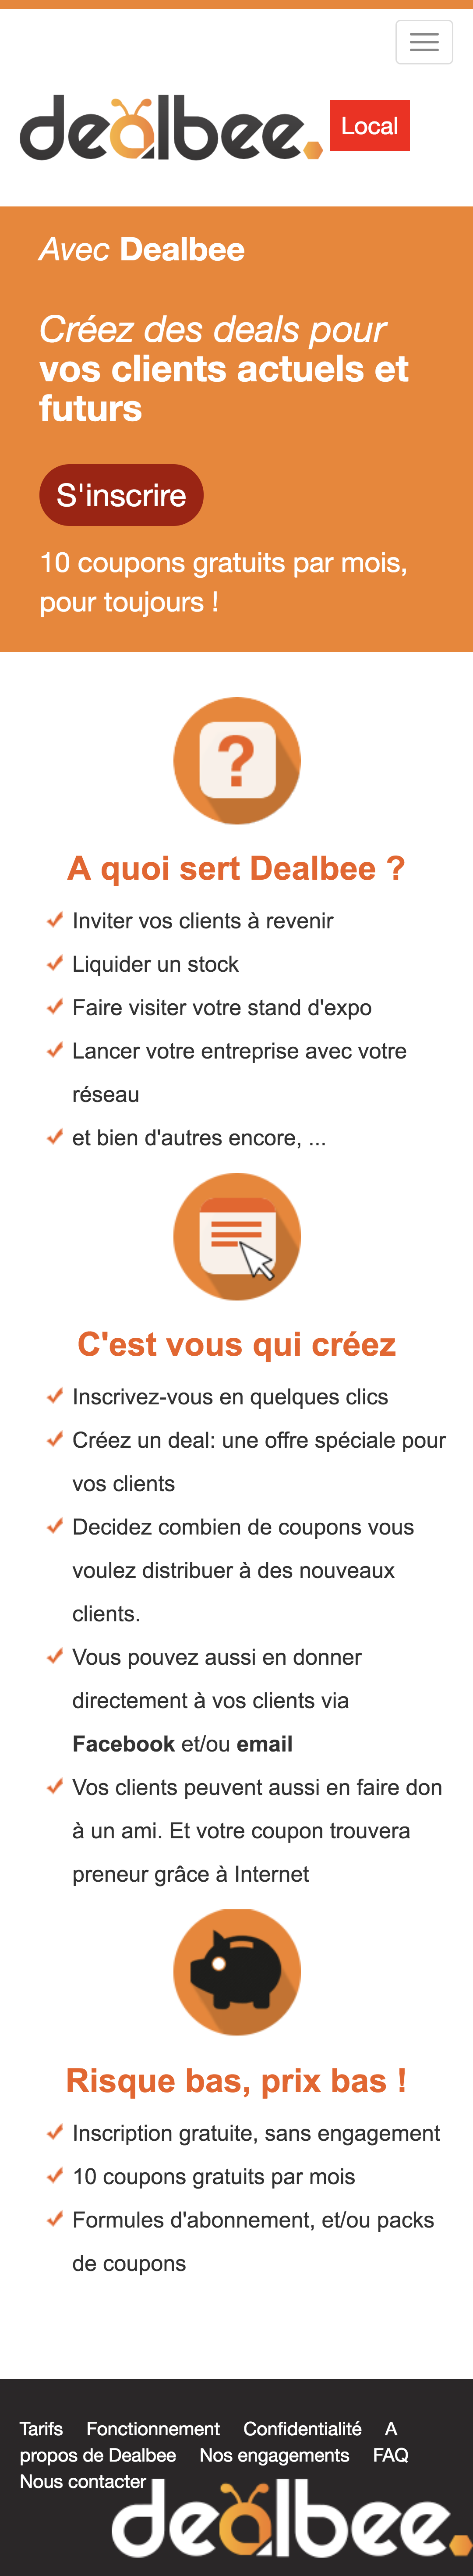 dealbee.
Local
Avec Dealbee
Créez des deals pour
vos clients actuels et
futurs
S'inscrire
10 coupons gratuits par mois,
pour toujours !
?
A quoi sert Dealbee ?
Inviter vos clients à revenir
Liquider un stock
Faire visiter votre stand d'expo
Lancer votre entreprise avec votre
réseau
et bien d'autres encore, ...
C'est vous qui créez
Inscrivez-vous en quelques clics
Créez un deal: une offre spéciale pour
vos clients
Decidez combien de coupons vous
voulez distribuer à des nouveaux
clients.
Vous pouvez aussi en donner
directement à vos clients via
Facebook et/ou email
Vos clients peuvent aussi en faire don
à un ami. Et votre coupon trouvera
preneur grâce à Internet
Risque bas, prix bas !
Inscription gratuite, sans engagement
10 coupons gratuits par mois
Formules d'abonnement, et/ou packs
de coupons
Tarifs Fonctionnement Confidentialité A
propos de Dealbee Nos engagements FAQ
Nous contacter
dealbee.